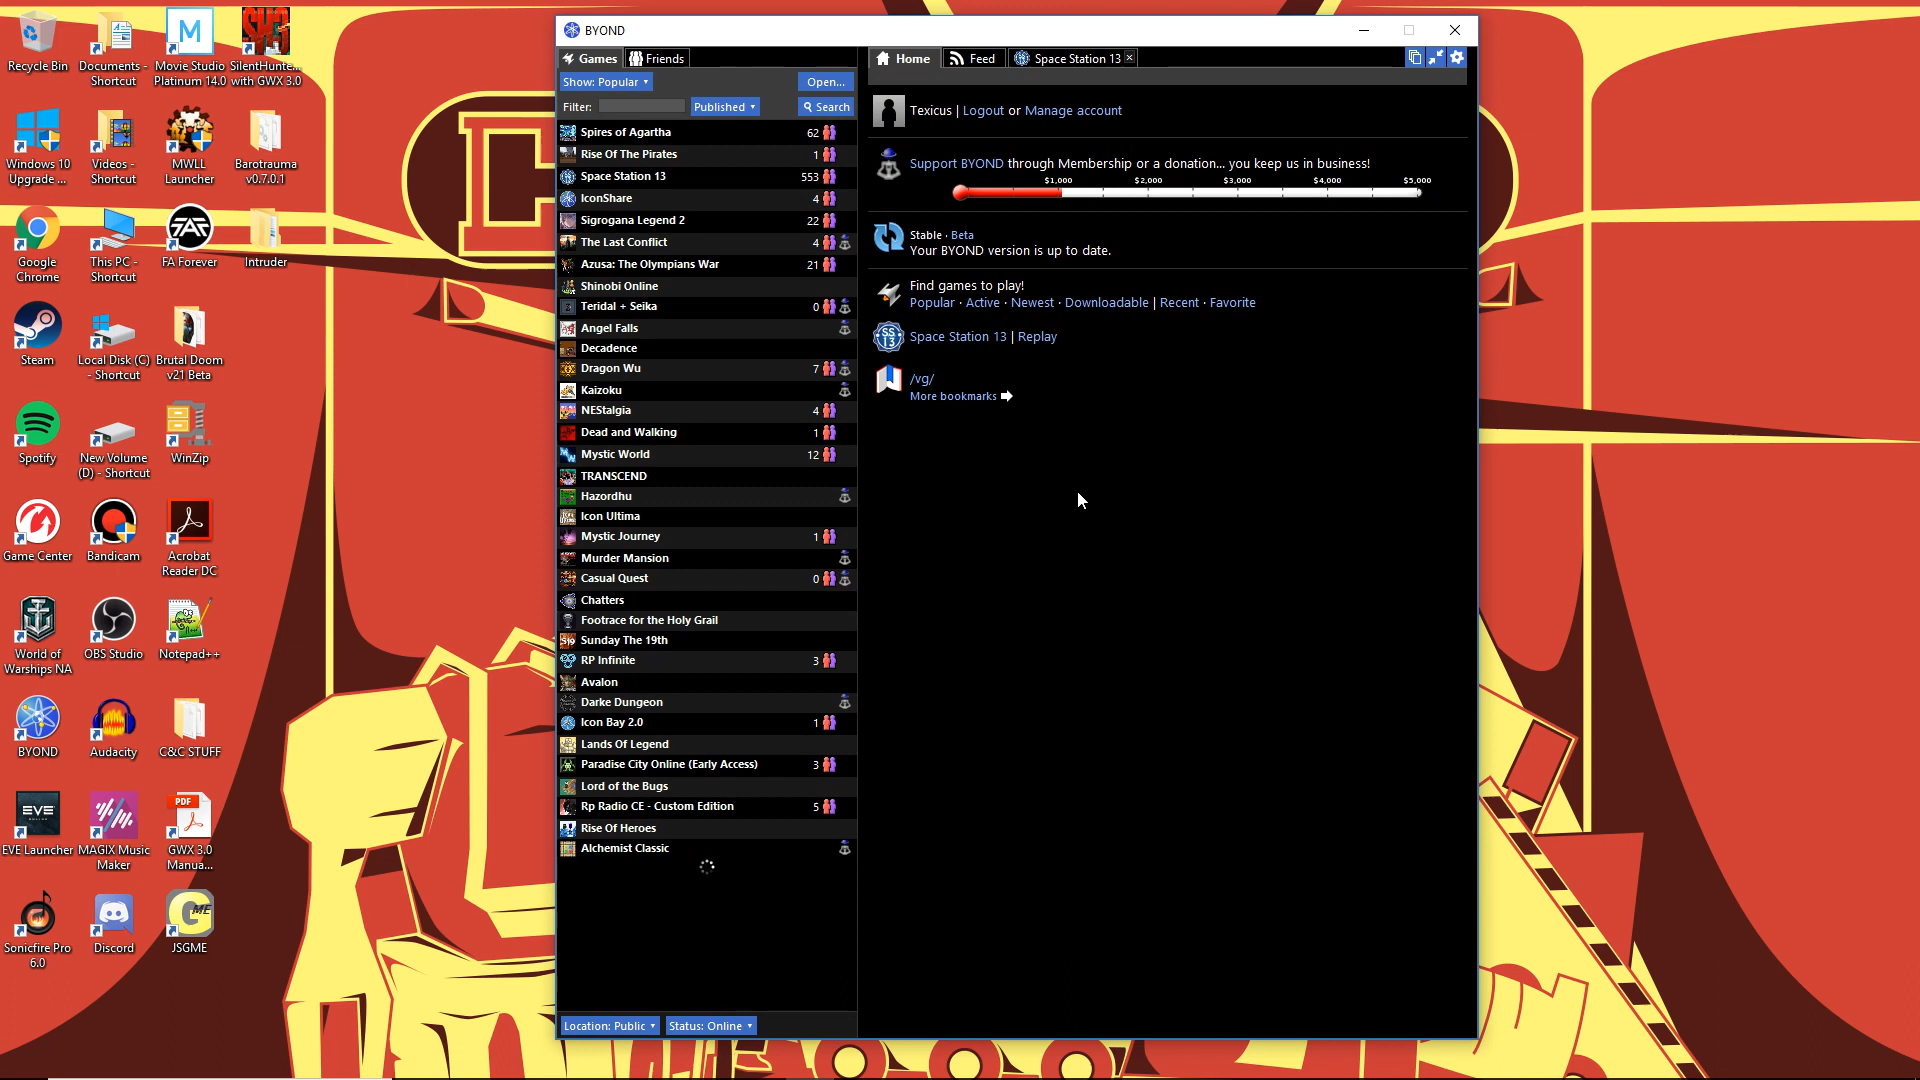 Recycle Bin
Documents -
Shortcut
Movie Studio
Platinum 14.0
SilentHunte...
with GWX 3.0
Windows 10
Upgrade ...
Videos -
Shortcut
MWLL
Launcher
Barotrauma
v0.7.0.1
Google
Chrome
This PC -
Shortcut
FA Forever
Intruder
Steam
Local Disk (C)
- Shortcut
Brutal Doom
v21 Beta
Spotify
New Volume
(D) - Shortcut
WinZip
Game Center
Bandicam
Acrobat
Reader DC
World of
Warships NA
OBS Studio
Notepad++
BYOND
Audacity
C&C STUFF
EVE Launcher
MAGIX Music
Maker
GWX 3.0
Manua...
Sonicfire Pro
6.0
Discord
JSGME
BYOND
Games
Friends
Show: Popular
Open...
Filter:
Published
Search
Spires of Agartha 62
Rise Of The Pirates 1
Space Station 13 553
IconShare 4
Sigrogana Legend 2 22
The Last Conflict 4
Azusa: The Olympians War 21
Shinobi Online
Teridal + Seika 0
Angel Falls
Decadence
Dragon Wu 7
Kaizoku
NEStalgia 4
Dead and Walking 1
Mystic World 12
TRANSCEND
Hazordhu
Icon Ultima
Mystic Journey 1
Murder Mansion
Casual Quest 0
Chatters
Footrace for the Holy Grail
Sunday The 19th
RP Infinite 3
Avalon
Darke Dungeon
Icon Bay 2.0 1
Lands Of Legend
Paradise City Online (Early Access) 3
Lord of the Bugs
Rp Radio CE - Custom Edition 5
Rise Of Heroes
Alchemist Classic
Location: Public
Status: Online
Home
Feed
Space Station 13
Texicus | Logout or Manage account
Support BYOND through Membership or a donation... you keep us in business!
$1,000 $2,000 $3,000 $4,000 $5,000
Stable · Beta
Your BYOND version is up to date.
Find games to play!
Popular · Active · Newest · Downloadable | Recent · Favorite
SS
13
Space Station 13 | Replay
/vg/
More bookmarks